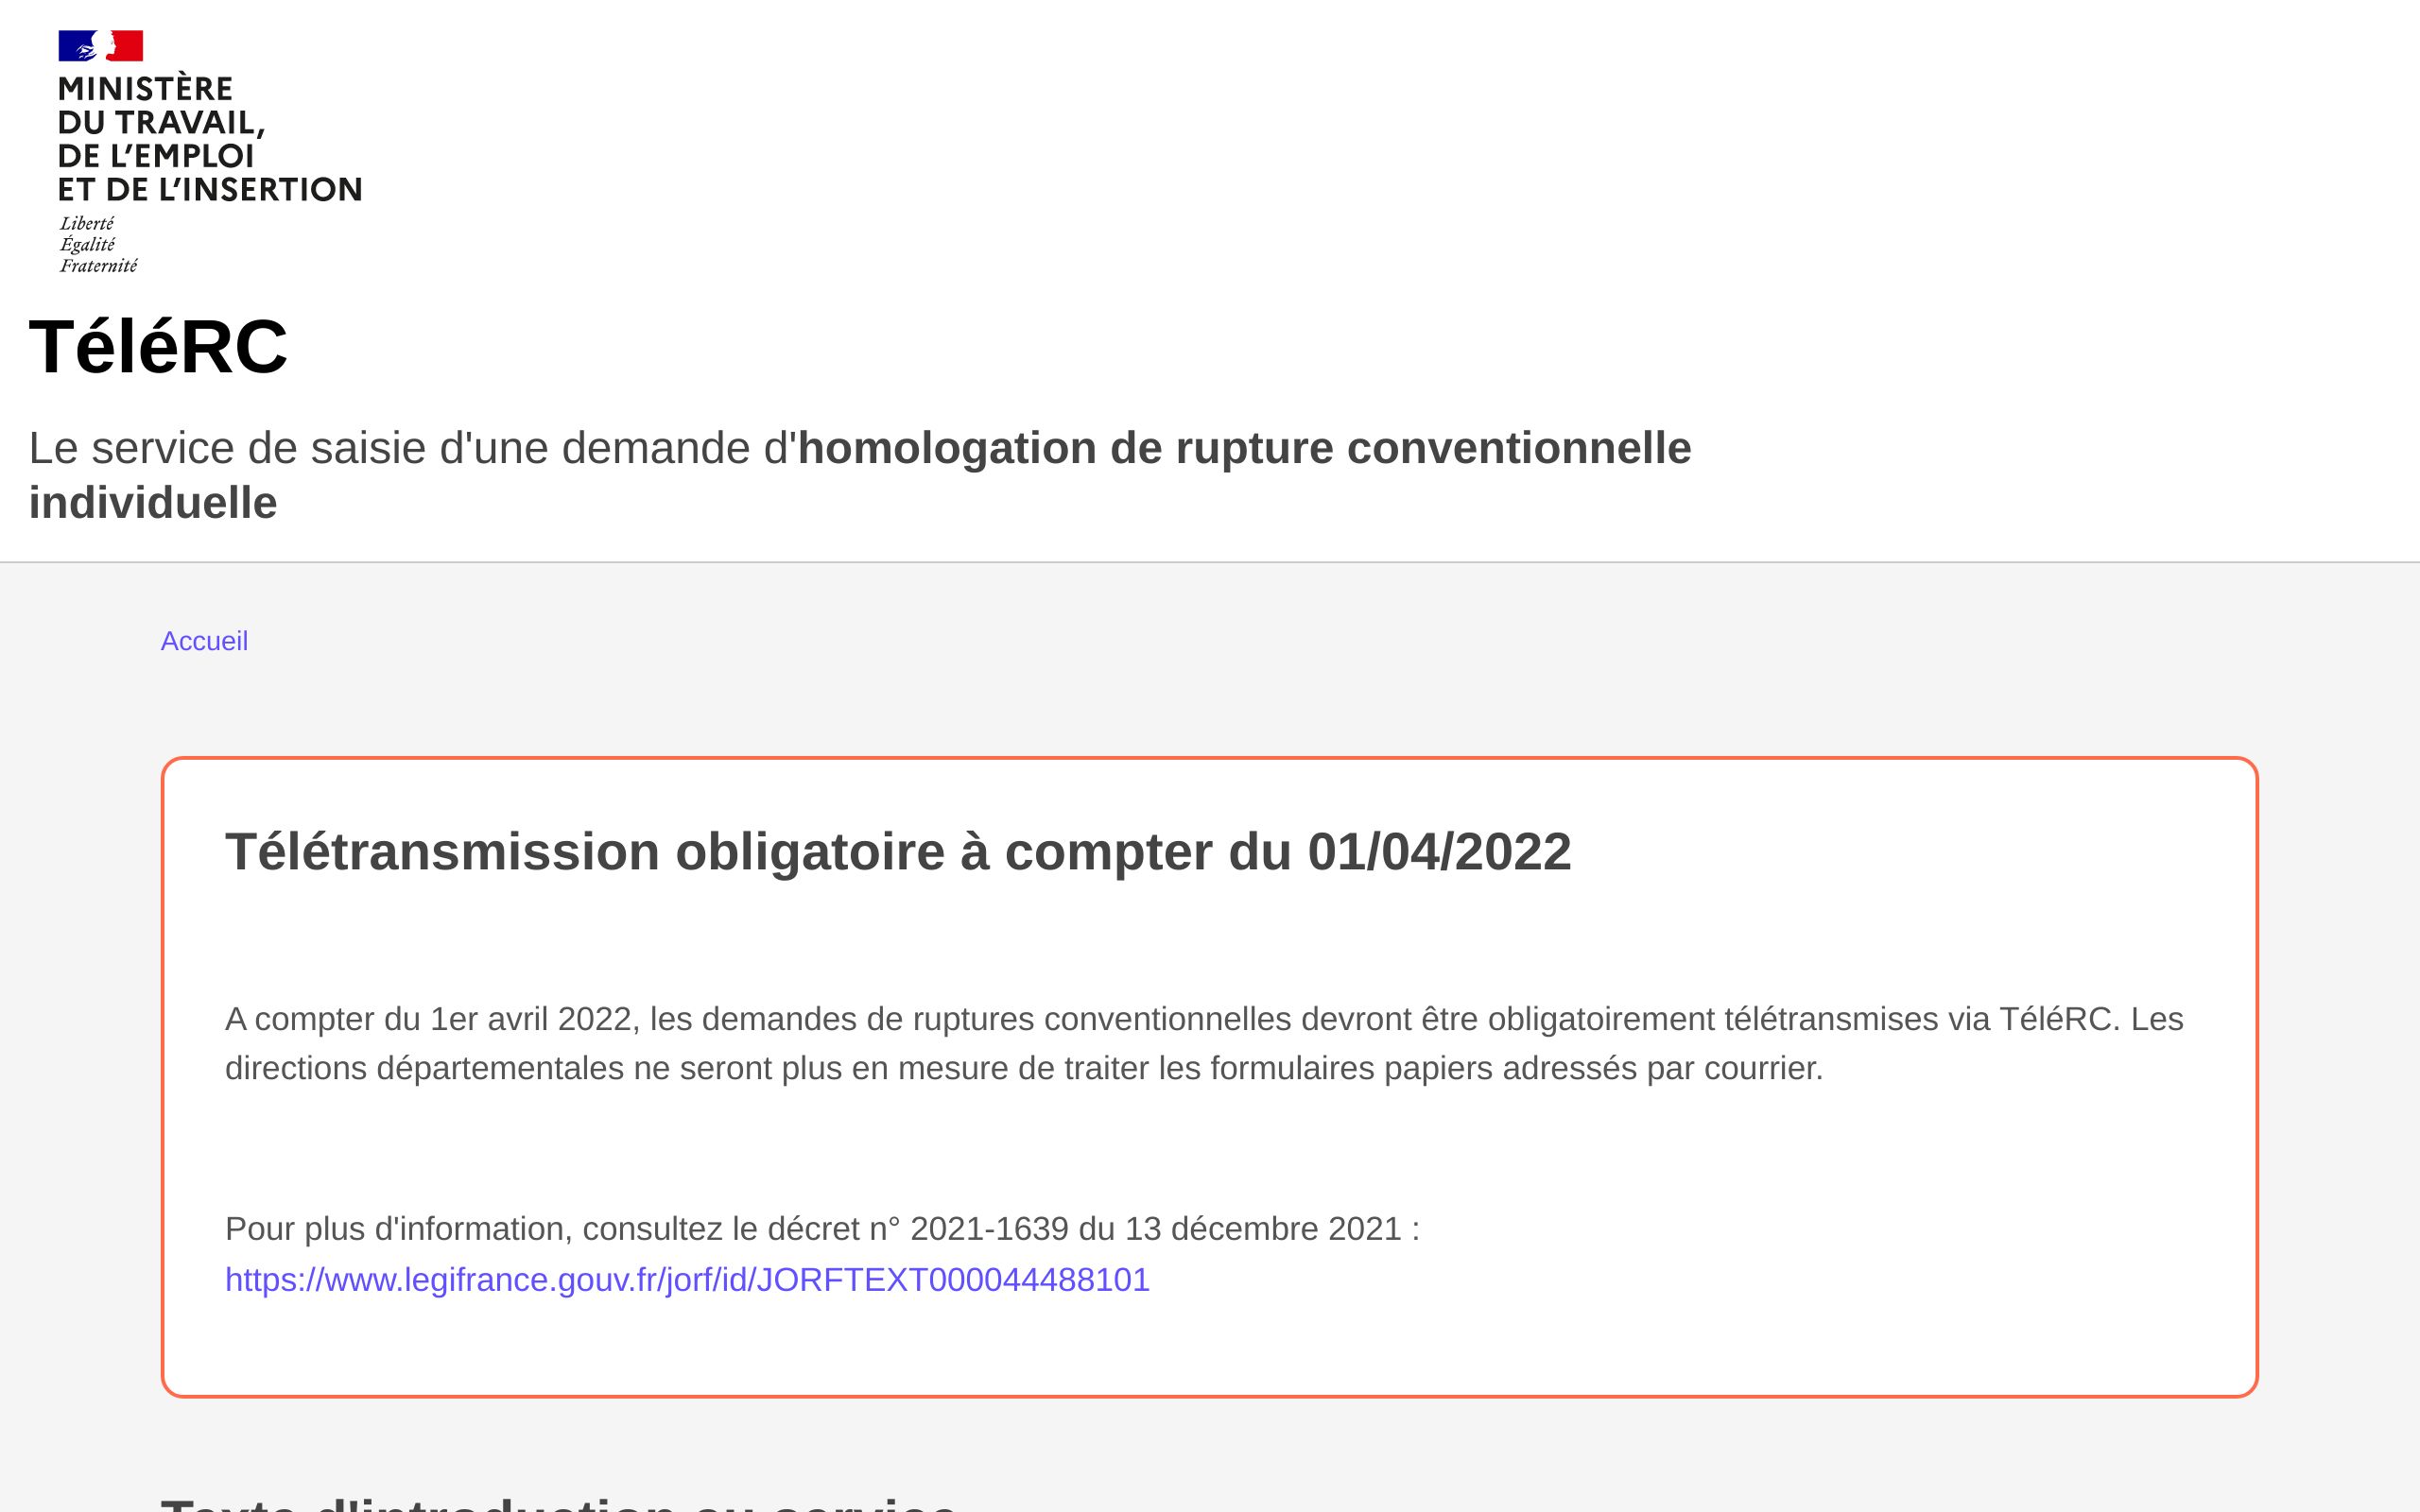 MINISTÈRE
DU TRAVAIL,
DE L'EMPLOI
ET DE L'INSERTION
Liberté
Égalité
Fraternité
TéléRC
Le service de saisie d'une demande d'homologation de rupture conventionnelle
individuelle
Accueil
Télétransmission obligatoire à compter du 01/04/2022
A compter du 1er avril 2022, les demandes de ruptures conventionnelles devront être obligatoirement télétransmises via TéléRC. Les
directions départementales ne seront plus en mesure de traiter les formulaires papiers adressés par courrier.
Pour plus d'information, consultez le décret n° 2021-1639 du 13 décembre 2021 :
https://www.legifrance.gouv.fr/jorf/id/JORFTEXT000044488101
Texte d'introduction au service